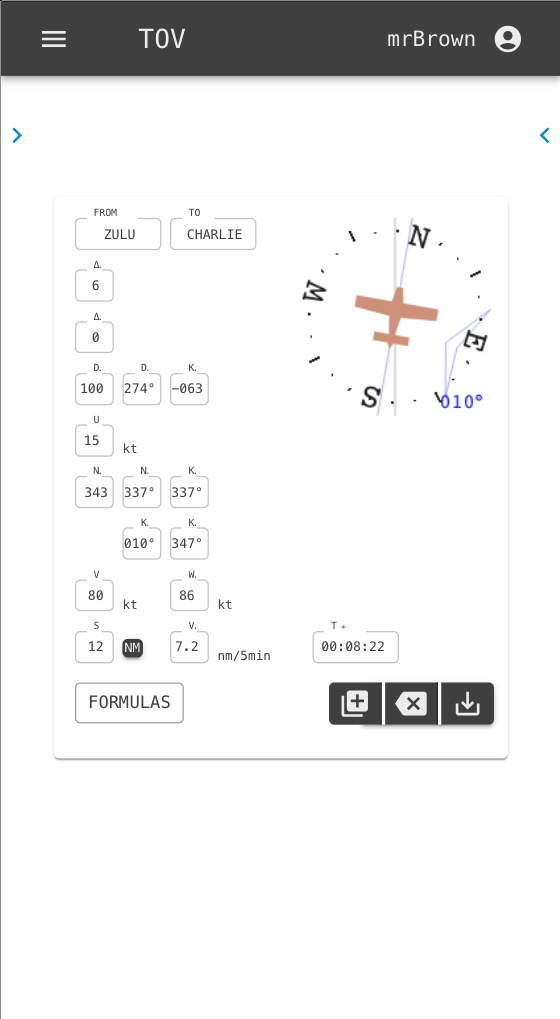 TOV mrBrown
FROM TO
ZULU CHARLIE
Δ.
6
Δ.
0
D. D. K.
100 274° -063
U
15 kt
N. N. K.
343 337° 337°
K. K.
010° 347°
V W.
80 kt 86 kt
S V. T *
12 NM 7.2 nm/5min 00:08:22
FORMULAS
N
W
E
S
010°